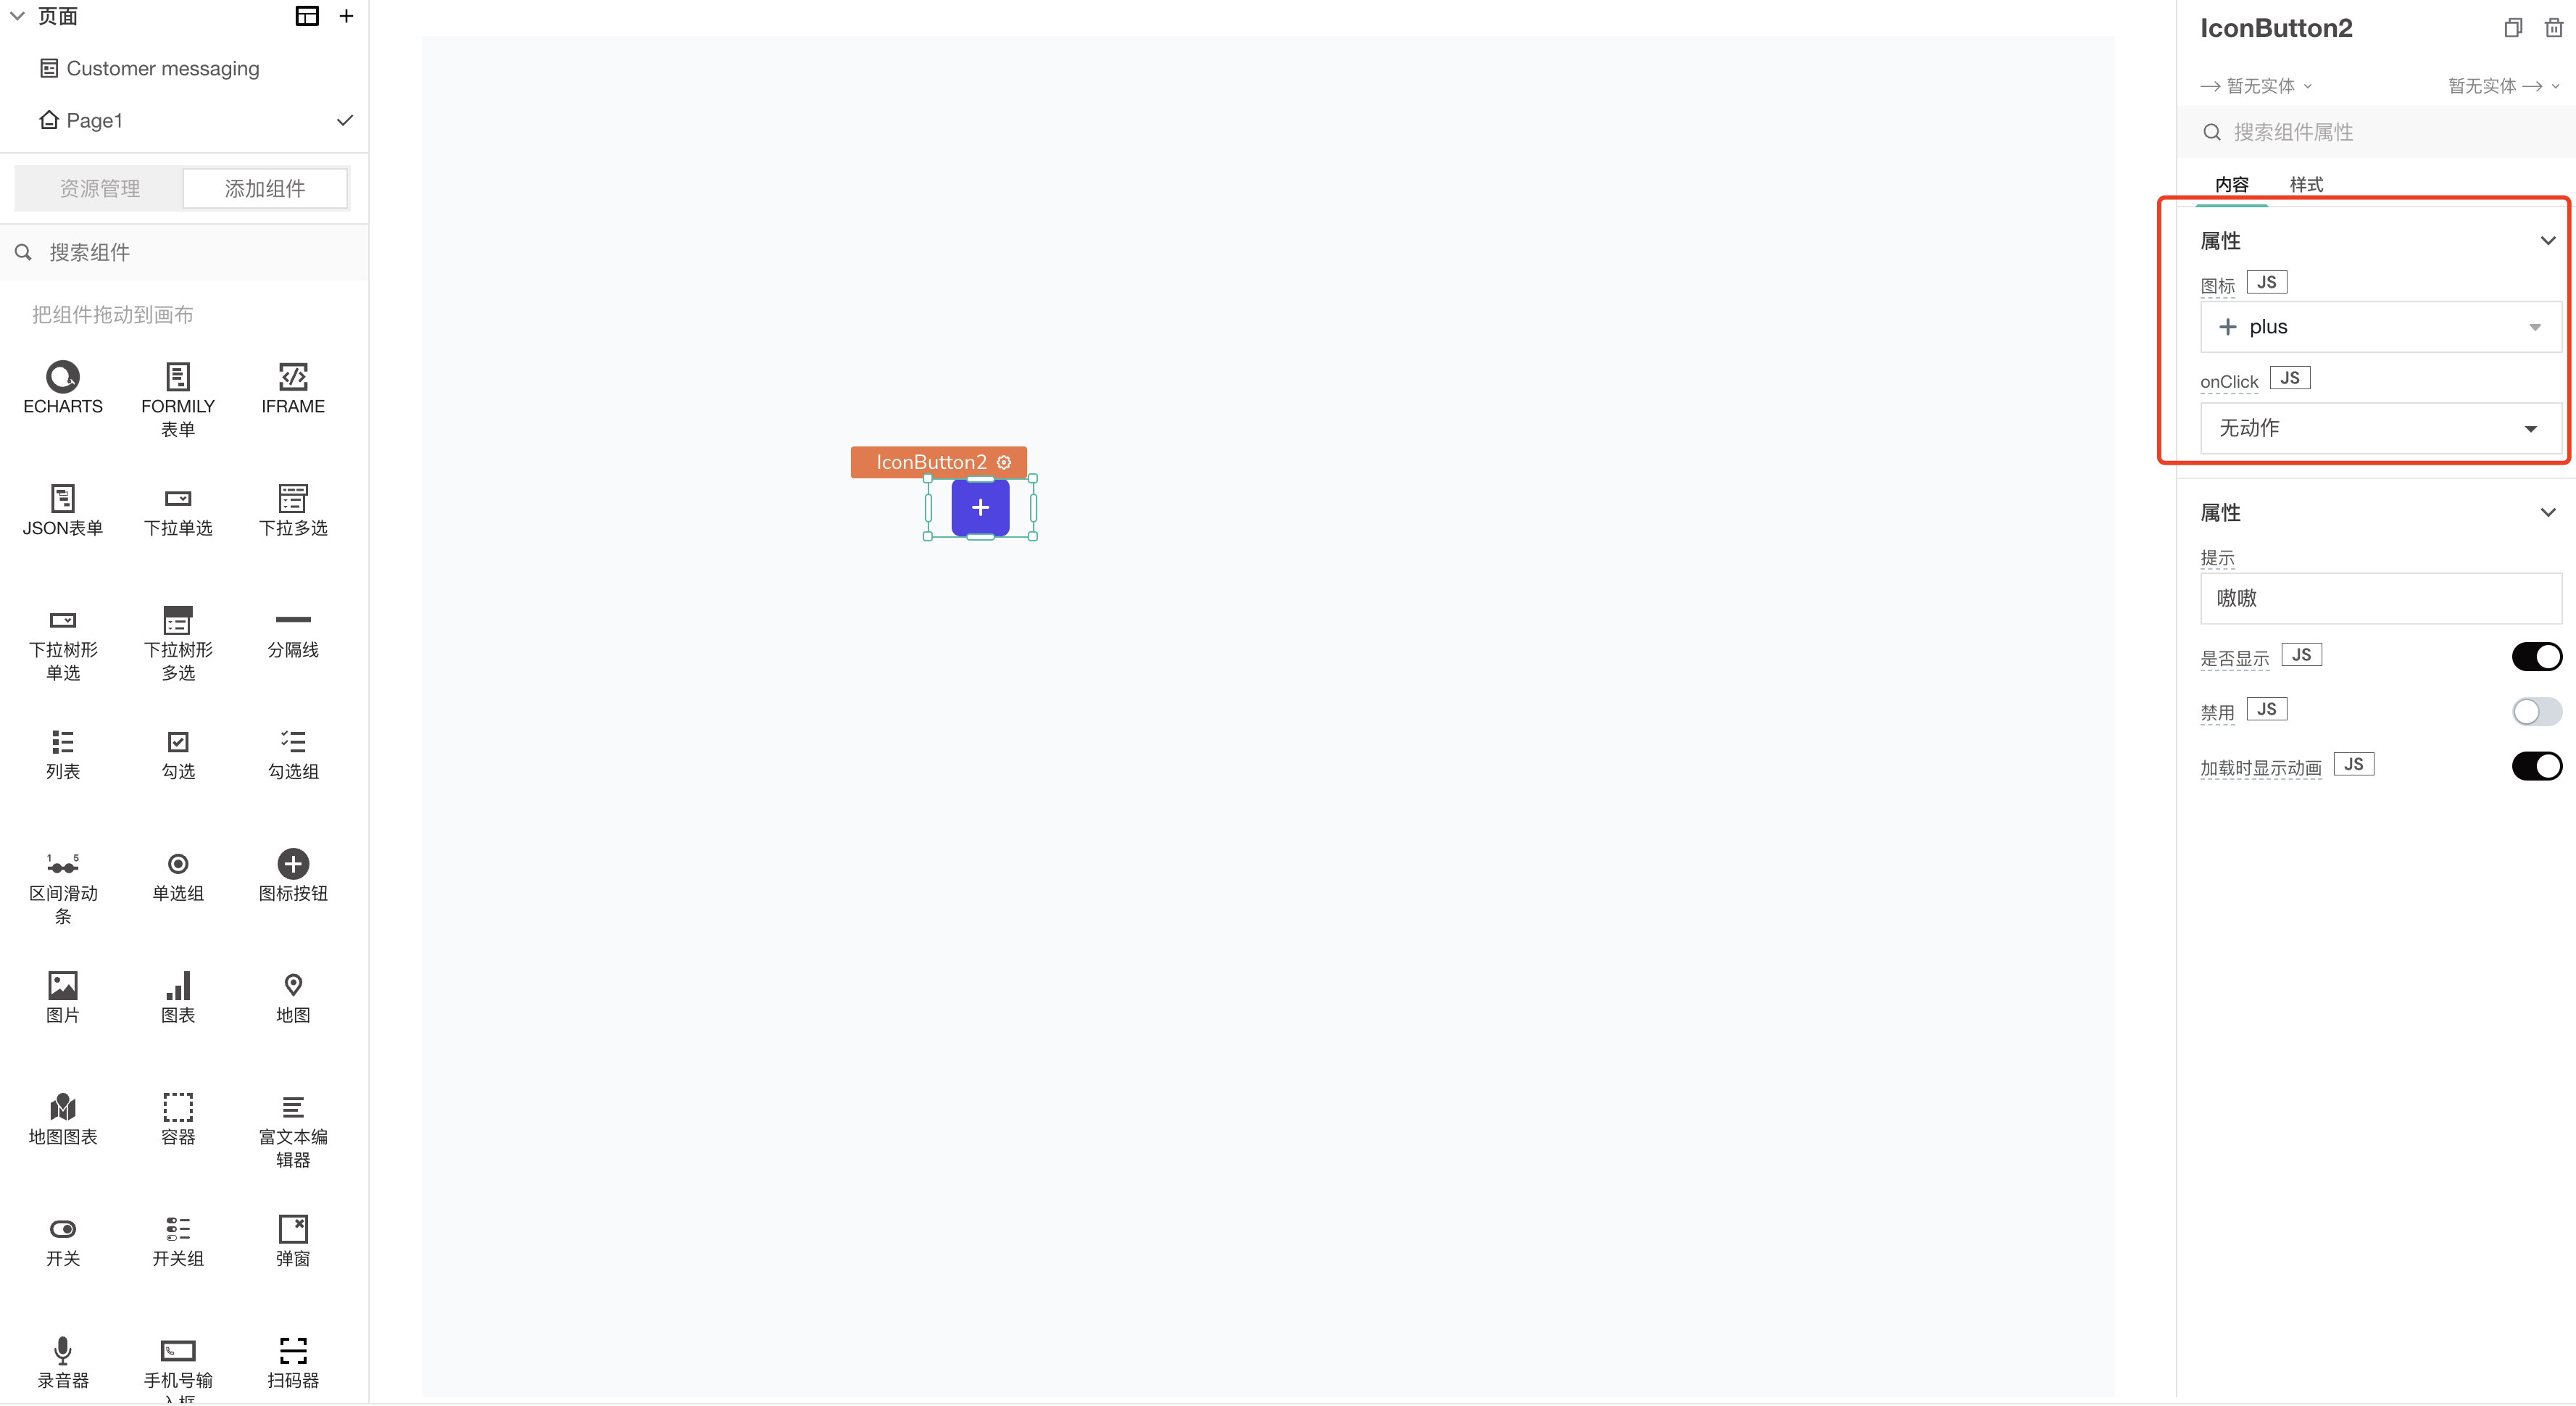 页面
Customer messaging
Page1
资源管理
添加组件
搜索组件
把组件拖动到画布
ECHARTS
FORMILY
表单
IFRAME
JSON表单
下拉单选
下拉多选
下拉树形
单选
下拉树形
多选
分隔线
列表
勾选
勾选组
1 5
区间滑动
条
单选组
图标按钮
图片
图表
地图
地图图表
容器
富文本编
辑器
开关
开关组
弹窗
录音器
手机号输
入框
扫码器
IconButton2
IconButton2
暂无实体
暂无实体
搜索组件属性
内容
样式
属性
图标 JS
plus
onClick JS
无动作
属性
提示
嗷嗷
是否显示 JS
禁用 JS
加载时显示动画 JS